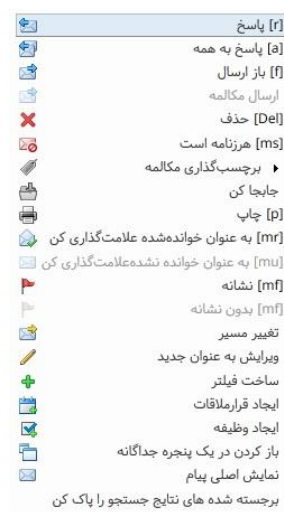 [r] پاسخ
[a] پاسخ به همه
[f] باز ارسال
ارسال مکالمه
[Del] حذف
[ms] هرزنامه است
برچسب‌گذاری مکالمه
جابجا کن
[p] چاپ
[mr] به عنوان خوانده‌شده علامت‌گذاری کن
[mu] به عنوان خوانده نشده‌علامت‌گذاری کن
[mf] نشانه
[mf] بدون نشانه
تغییر مسیر
ویرایش به عنوان جدید
ساخت فیلتر
ایجاد قرارملاقات
ایجاد وظیفه
باز کردن در یک پنجره جداگانه
نمایش اصلی پیام
برجسته شده های نتایج جستجو را پاک کن